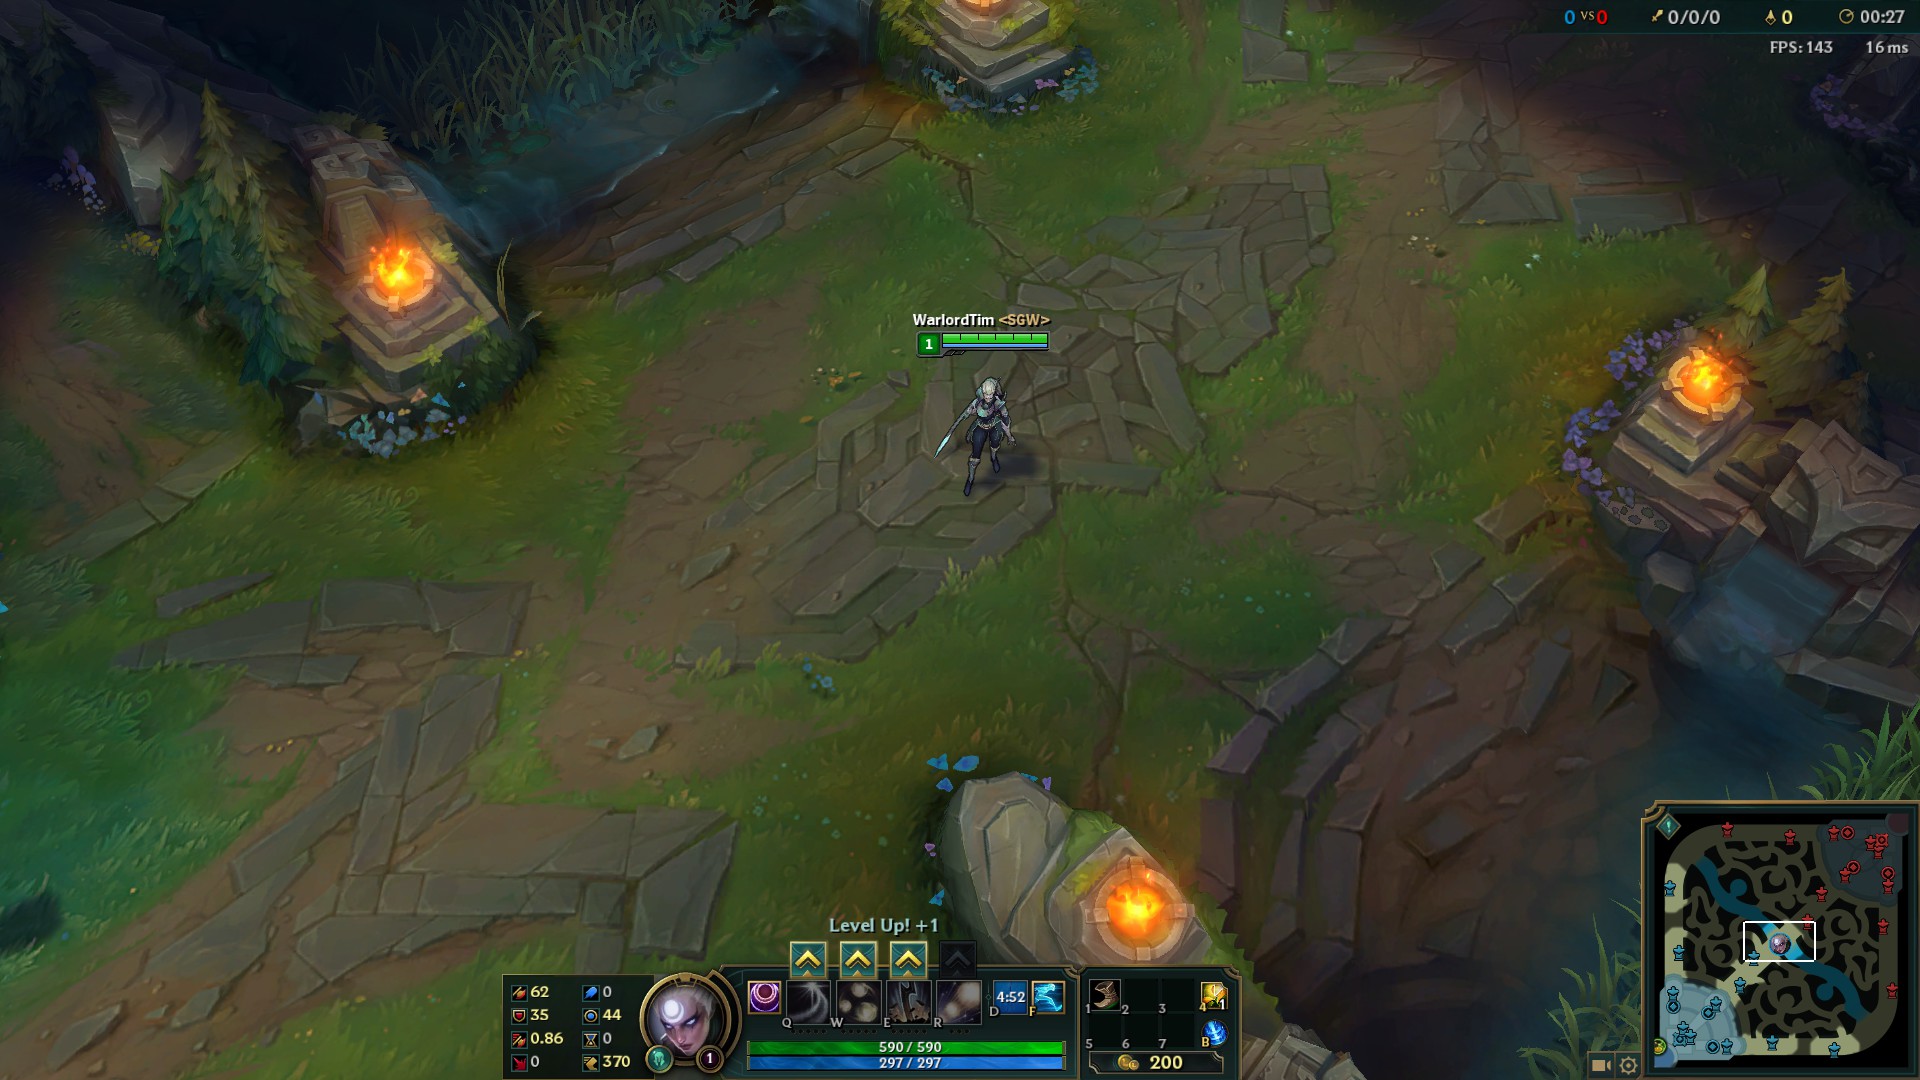 0 VS 0 0/0/0 0 00:27
FPS: 143 16 ms
WarlordTim <SGW>
1
Level Up! +1
62 0
35 44
0.86 0
0 370
1
Q W E R
4:52
D F
590 / 590
297 / 297
1 2 3 4 1
5 6 7 B
200